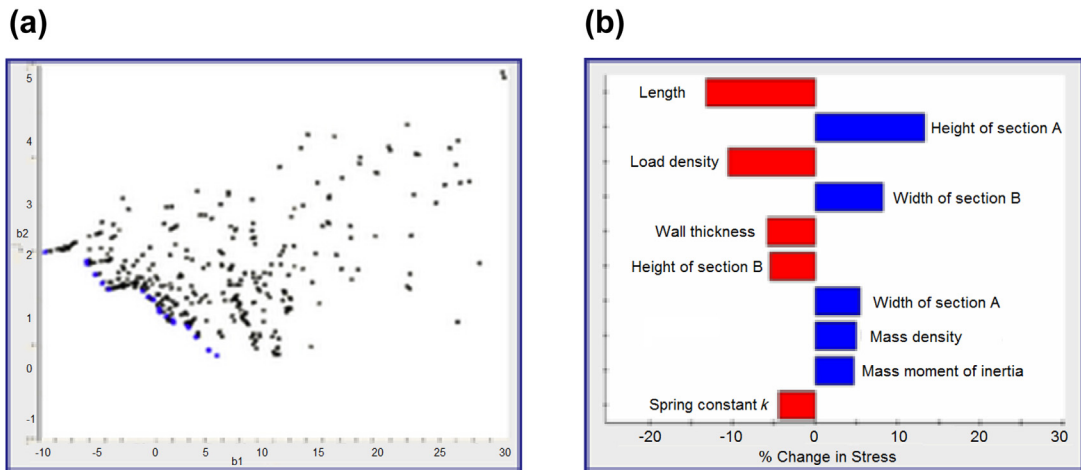 (a)
5
4
3
b2
2
1
0
-1
-10 -5 0 5 10 15 20 25 30
b1
(b)
Length
Height of section A
Load density
Width of section B
Wall thickness
Height of section B
Width of section A
Mass density
Mass moment of inertia
Spring constant k
-20 -10 0 10 20 30
% Change in Stress